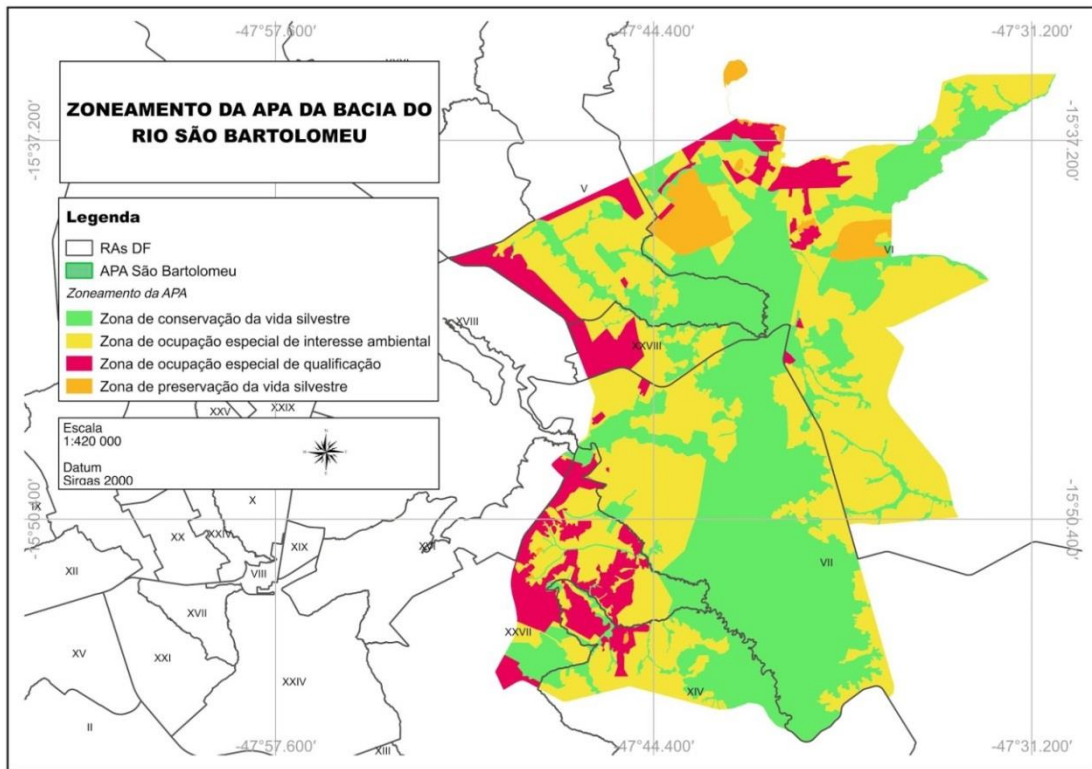 -47°57.600'
-47°44.400'
-47°31.200'
ZONEAMENTO DA APA DA BACIA DO
RIO SÃO BARTOLOMEU
-15°37.200'
-15°37.200'
V
Legenda
RAs DF
APA São Bartolomeu
Zoneamento da APA
Zona de conservação da vida silvestre
Zona de ocupação especial de interesse ambiental
Zona de ocupação especial de qualificação
Zona de preservação da vida silvestre
VI
XVIII
XXVIII
XXV
XXIX
Escala
1:420 000
Datum
Sirgas 2000
IX
X
-15°50.400'
-15°50.400'
XX
XIX
XII
VIII
VII
XVII
XXVII
XV
XXI
XXIV
XIV
II
XIII
-47°57.600'
-47°44.400'
-47°31.200'